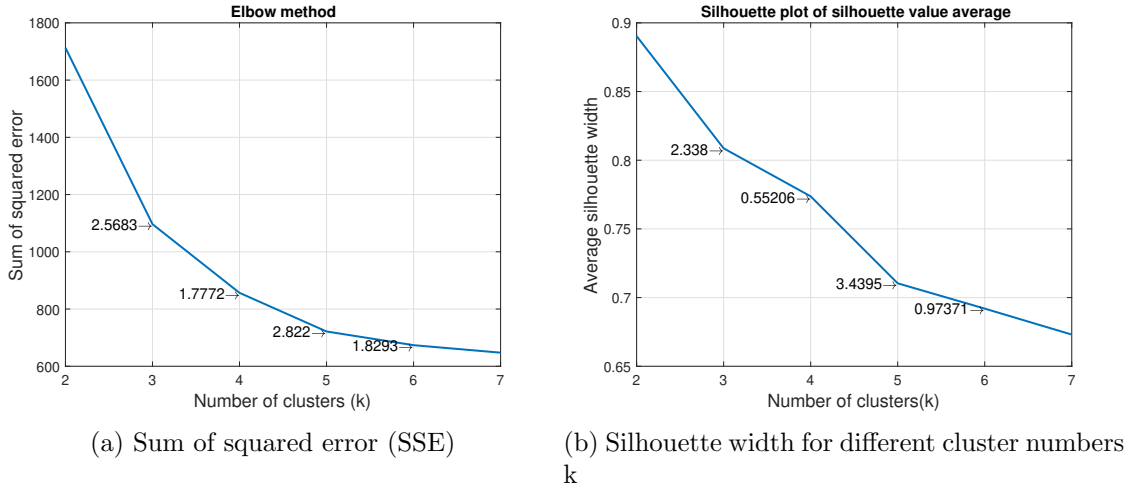 Elbow method
1800
1600
1400
1200
1000
800
600
Sum of squared error
2.5683→
1.7772→
2.822→
1.8293→
2 3 4 5 6 7
Number of clusters (k)
(a) Sum of squared error (SSE)
Silhouette plot of silhouette value average
0.9
0.85
0.8
0.75
0.7
0.65
Average silhouette width
2.338→
0.55206→
3.4395→
0.97371→
2 3 4 5 6 7
Number of clusters(k)
(b) Silhouette width for different cluster numbers
k